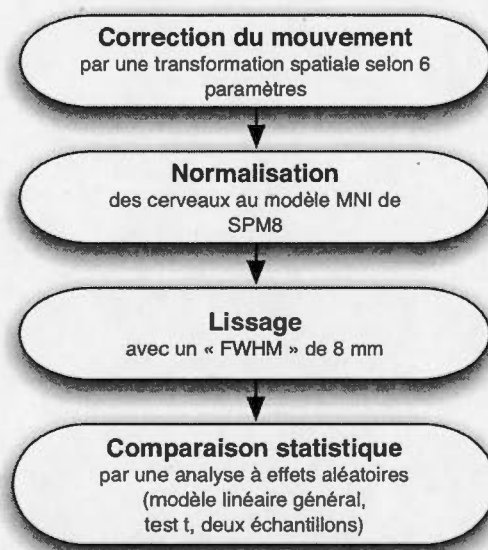 Correction du mouvement
par une transformation spatiale selon 6
paramètres
Normalisation
des cerveaux au modèle MNI de
SPM8
Lissage
avec un « FWHM » de 8 mm
Comparaison statistique
par une analyse à effets aléatoires
(modèle linéaire général,
test t, deux échantillons)